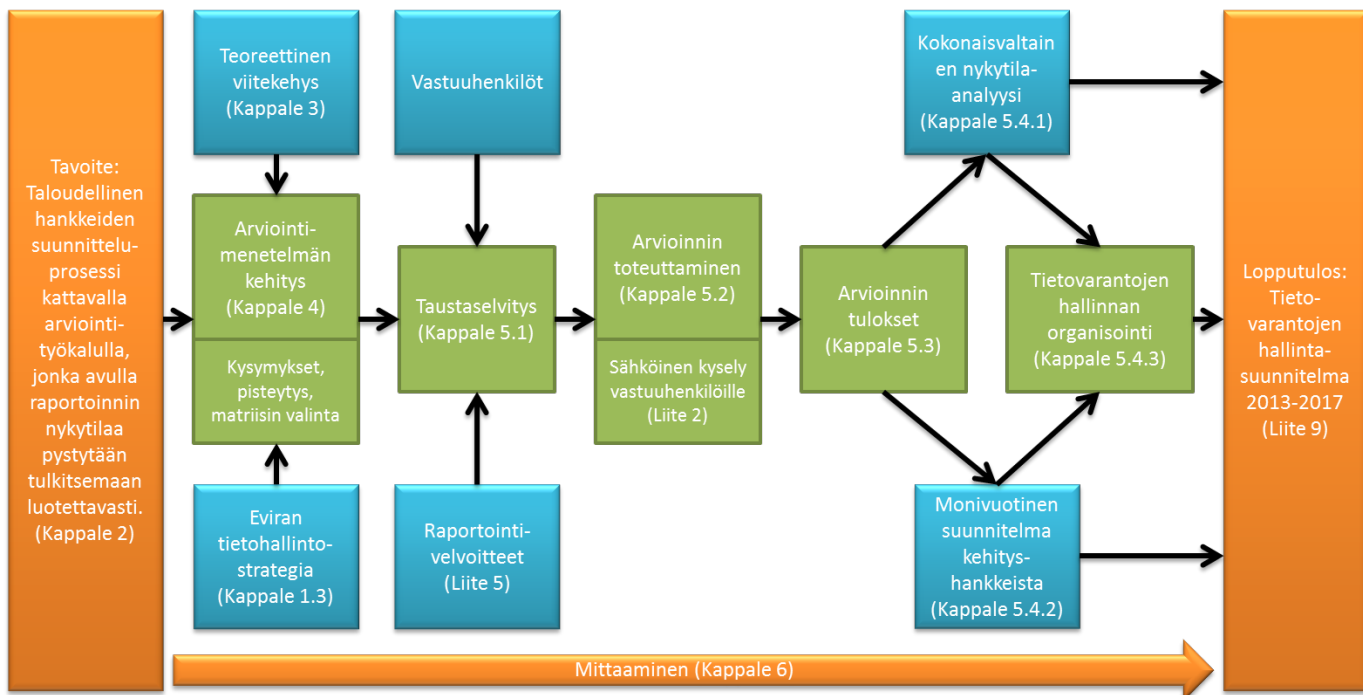 Tavoite:
Taloudellinen
hankkeiden
suunnittelu-
prosessi
kattavalla
arviointi-
työkalulla,
jonka avulla
raportoinnin
nykytilaa
pystytään
tulkitsemaan
luotettavasti.
(Kappale 2)
Teoreettinen
viitekehys
(Kappale 3)
Arviointi-
menetelmän
kehitys
(Kappale 4)
Kysymykset,
pisteytys,
matriisin valinta
Eviran
tietohallinto-
strategia
(Kappale 1.3)
Vastuuhenkilöt
Taustaselvitys
(Kappale 5.1)
Raportointi-
velvoitteet
(Liite 5)
Arvioinnin
toteuttaminen
(Kappale 5.2)
Sähköinen kysely
vastuuhenkilöille
(Liite 2)
Arvioinnin
tulokset
(Kappale 5.3)
Kokonaisvaltain
en nykytila-
analyysi
(Kappale 5.4.1)
Tietovarantojen
hallinnan
organisointi
(Kappale 5.4.3)
Monivuotinen
suunnitelma
kehitys-
hankkeista
(Kappale 5.4.2)
Lopputulos:
Tieto-
varantojen
hallinta-
suunnitelma
2013-2017
(Liite 9)
Mittaaminen (Kappale 6)